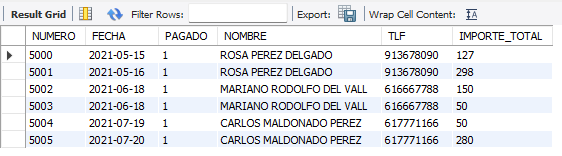 Result Grid Filter Rows: Export: Wrap Cell Content:
NUMERO FECHA PAGADO NOMBRE TLF IMPORTE_TOTAL
5000 2021-05-15 1 ROSA PEREZ DELGADO 913678090 127
5001 2021-05-16 1 ROSA PEREZ DELGADO 913678090 298
5002 2021-06-18 1 MARIANO RODOLFO DEL VALL 616667788 150
5003 2021-06-18 1 MARIANO RODOLFO DEL VALL 616667788 50
5004 2021-07-19 1 CARLOS MALDONADO PEREZ 617771166 50
5005 2021-07-20 1 CARLOS MALDONADO PEREZ 617771166 280